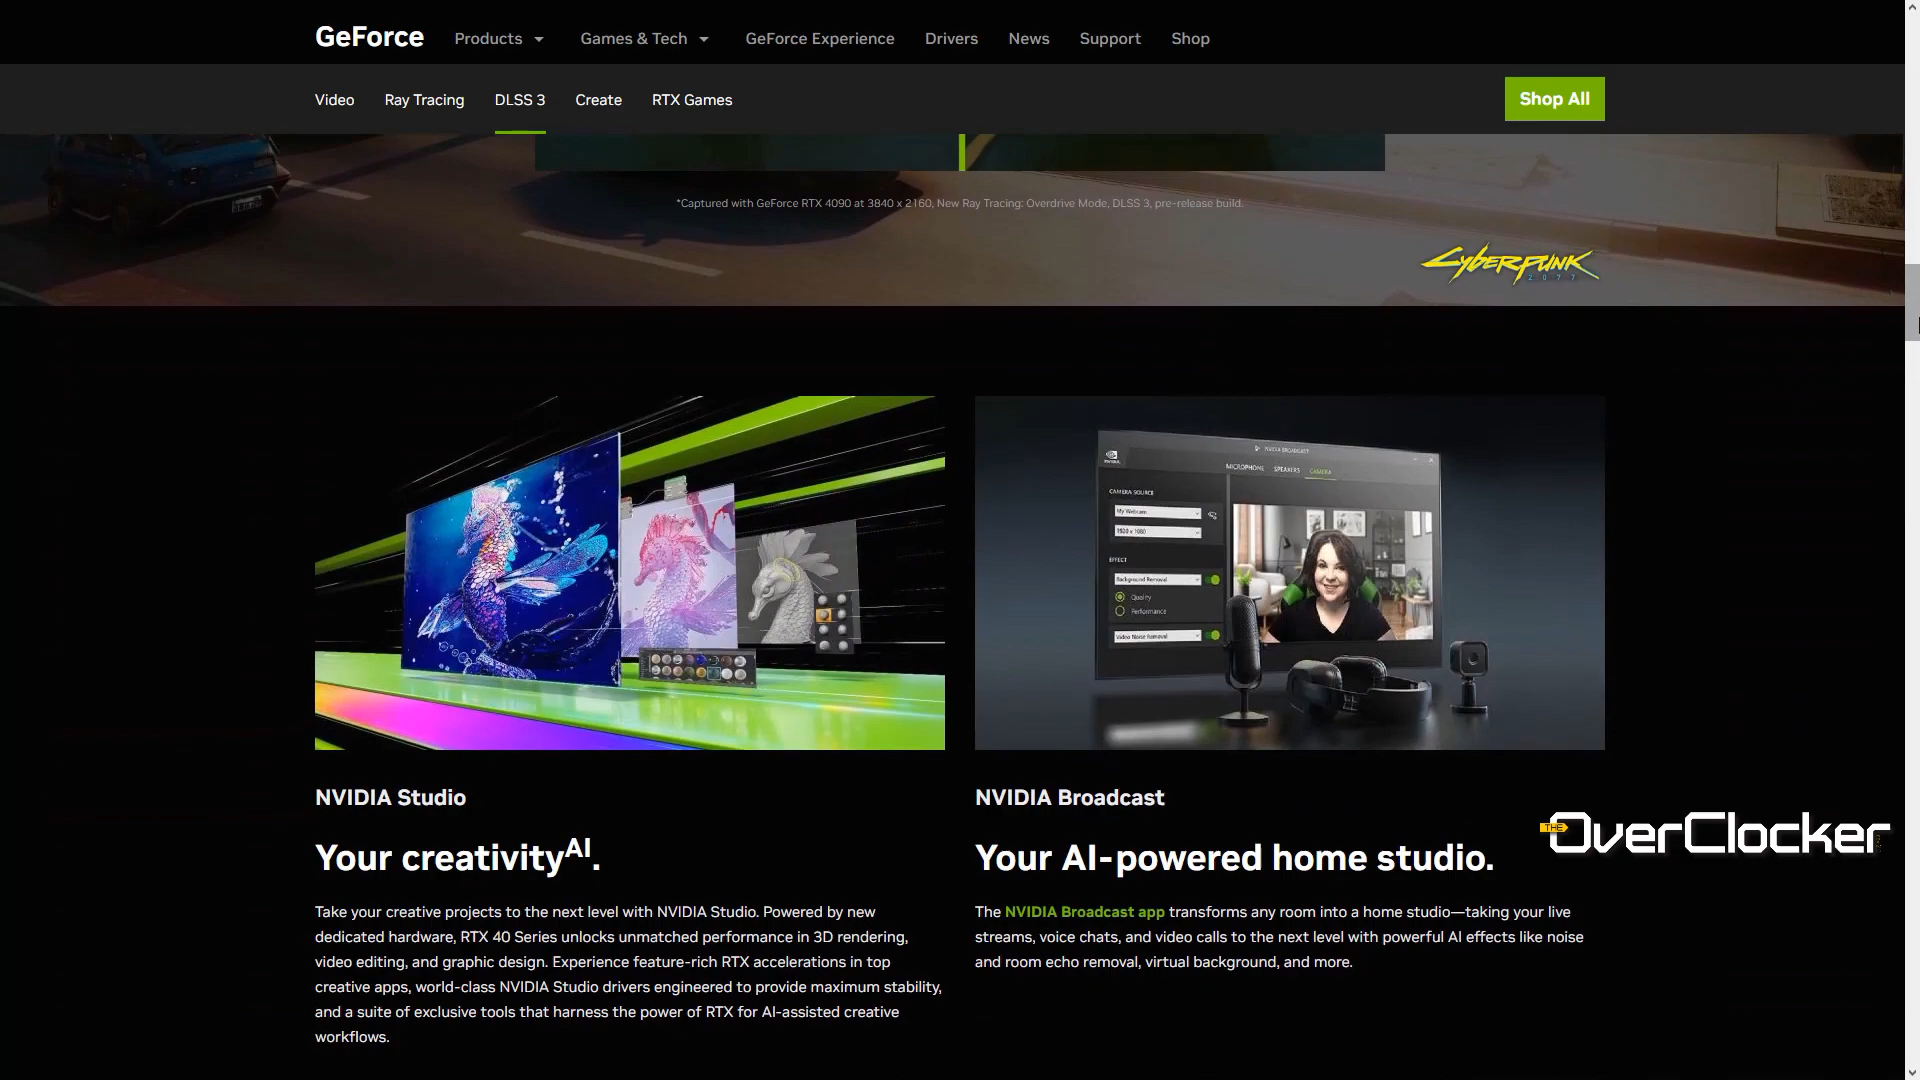 GeForce
Products
Games & Tech
GeForce Experience
Drivers
News
Support
Shop
Video
Ray Tracing
DLSS 3
Create
RTX Games
Shop All
*Captured with GeForce RTX 4090 at 3840 x 2160, New Ray Tracing: Overdrive Mode, DLSS 3, pre-release build.
Cyberpunk
2077
NVIDIA BROADCAST
MICROPHONE SPEAKERS CAMERA
CAMERA SOURCE
My Webcam
1920 x 1080
EFFECT
Background Removal
Quality
Performance
Video Noise Removal
NVIDIA Studio
Your creativityAI.
Take your creative projects to the next level with NVIDIA Studio. Powered by new
dedicated hardware, RTX 40 Series unlocks unmatched performance in 3D rendering,
video editing, and graphic design. Experience feature-rich RTX accelerations in top
creative apps, world-class NVIDIA Studio drivers engineered to provide maximum stability,
and a suite of exclusive tools that harness the power of RTX for AI-assisted creative
workflows.
NVIDIA Broadcast
Your AI-powered home studio.
The NVIDIA Broadcast app transforms any room into a home studio—taking your live
streams, voice chats, and video calls to the next level with powerful AI effects like noise
and room echo removal, virtual background, and more.
THE OverClocker